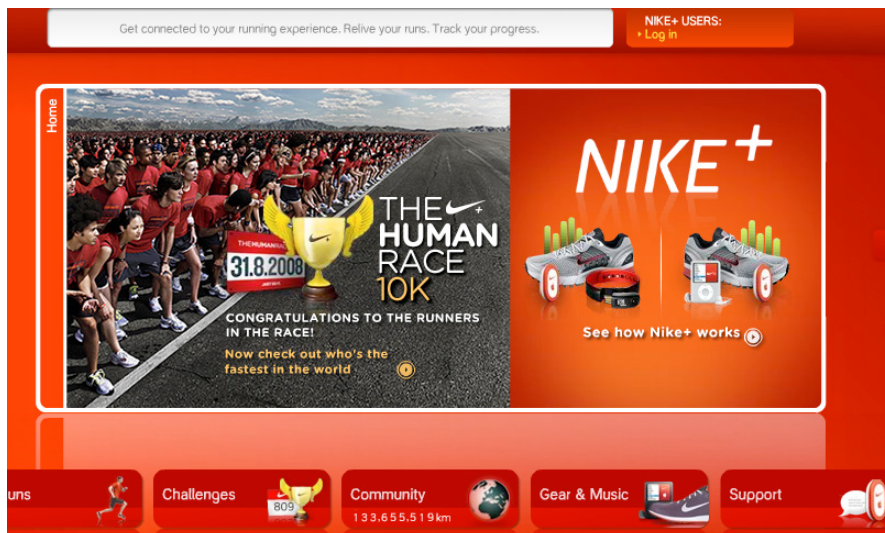 Get connected to your running experience. Relive your runs. Track your progress.
NIKE+ USERS:
Log in
Home
THE
HUMAN
RACE
10K
THEHUMANRAC
31.8.2008
CONGRATULATIONS TO THE RUNNERS
IN THE RACE!
Now check out who's the
fastest in the world
NIKE+
See how Nike+ works
uns
Challenges
809
Community
133,655,519km
Gear & Music
Support